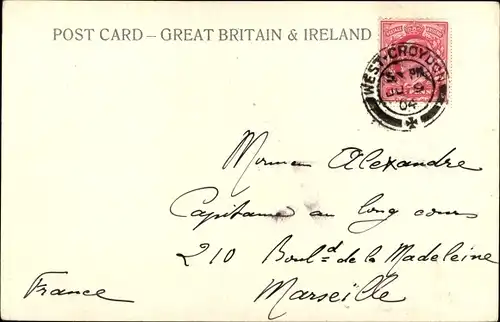 POST CARD – GREAT BRITAIN & IRELAND
WEST-CROYDON
04
Alexandre
Capitaine au long cours
210 Boul.d de la Madeleine
Marseille
France